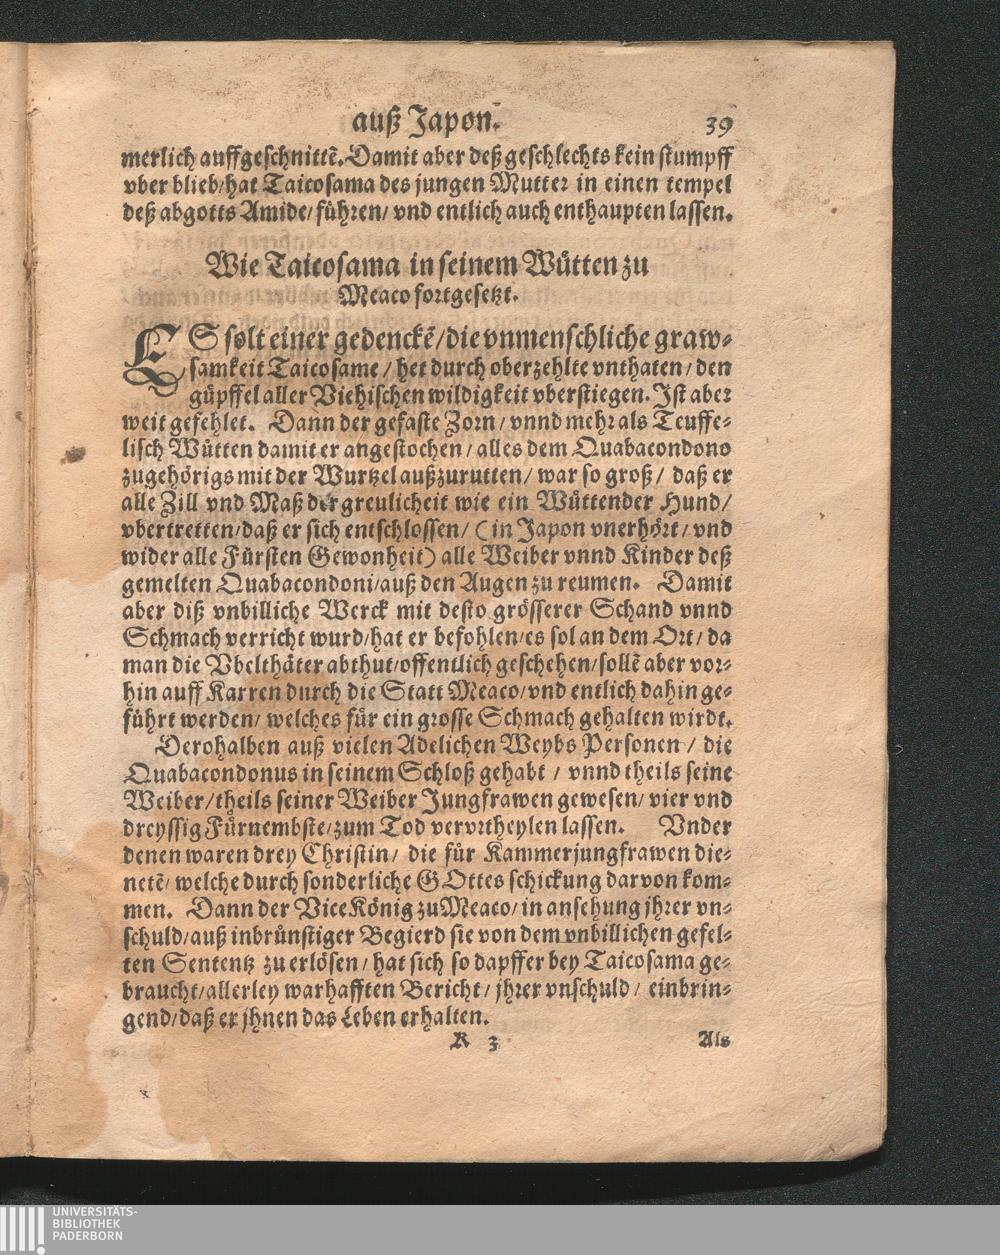 auß Japon. 39
merlich auffgeschnittẽ. Damit aber deß geschlechts kein stumpff
vber blieb/hat Taicosama des jungen Mutter in einen tempel
deß abgotts Amide/ führen/ vnd entlich auch enthaupten lassen.
Wie Taicosama in seinem Wütten zu
Meaco fortgesetzt.
ES solt einer gedenckẽ/die vnmenschliche graw-
samkeit Taicosame / het durch oberzehlte vnthaten/ den
güpffel aller Viehischen wildigkeit vberstiegen. Ist aber
weit gefehlet. Dann der gefaste Zorn / vnnd mehr als Teuffe-
lisch Wütten damit er angestochen / alles dem Quabacondono
zugehörigs mit der Wurtzel außzurutten/ war so groß/ daß er
alle Zill vnd Maß der greulicheit wie ein Wüttender Hund/
vbertretten/daß er sich entschlossen/ (in Japon vnerhört/ vnd
wider alle Fürsten Gewonheit) alle Weiber vnnd Kinder deß
gemelten Quabacondoni/auß den Augen zu reumen. Damit
aber diß vnbilliche Werck mit desto grösserer Schand vnnd
Schmach verricht wurd/hat er befohlen/es sol an dem Ort/ da
man die Vbelthäter abthut/offentlich geschehen/sollẽ aber vor-
hin auff Karren durch die Statt Meaco/vnd entlich dahin ge-
führt werden/ welches für ein grosse Schmach gehalten wirdt.
Derohalben auß vielen Adelichen Weybs Personen / die
Quabacondonus in seinem Schloß gehabt / vnnd theils seine
Weiber/theils seiner Weiber Jungfrawen gewesen/ vier vnd
dreyssig Fürnembste/zum Tod vervrtheylen lassen. Vnder
denen waren drey Christin/ die für Kammerjungfrawen die-
netẽ/ welche durch sonderliche GOttes schickung darvon kom-
men. Dann der ViceKönig zu Meaco/ in ansehung jhrer vn-
schuld/auß inbrünstiger Begierd sie von dem vnbillichen gefel-
ten Sententz zu erlösen/ hat sich so dapffer bey Taicosama ge-
braucht/allerley warhafften Bericht/ jhrer vnschuld/ einbrin-
gend/daß er jhnen das Leben erhalten.
K 3 Als
UNIVERSITÄTS-
BIBLIOTHEK
PADERBORN